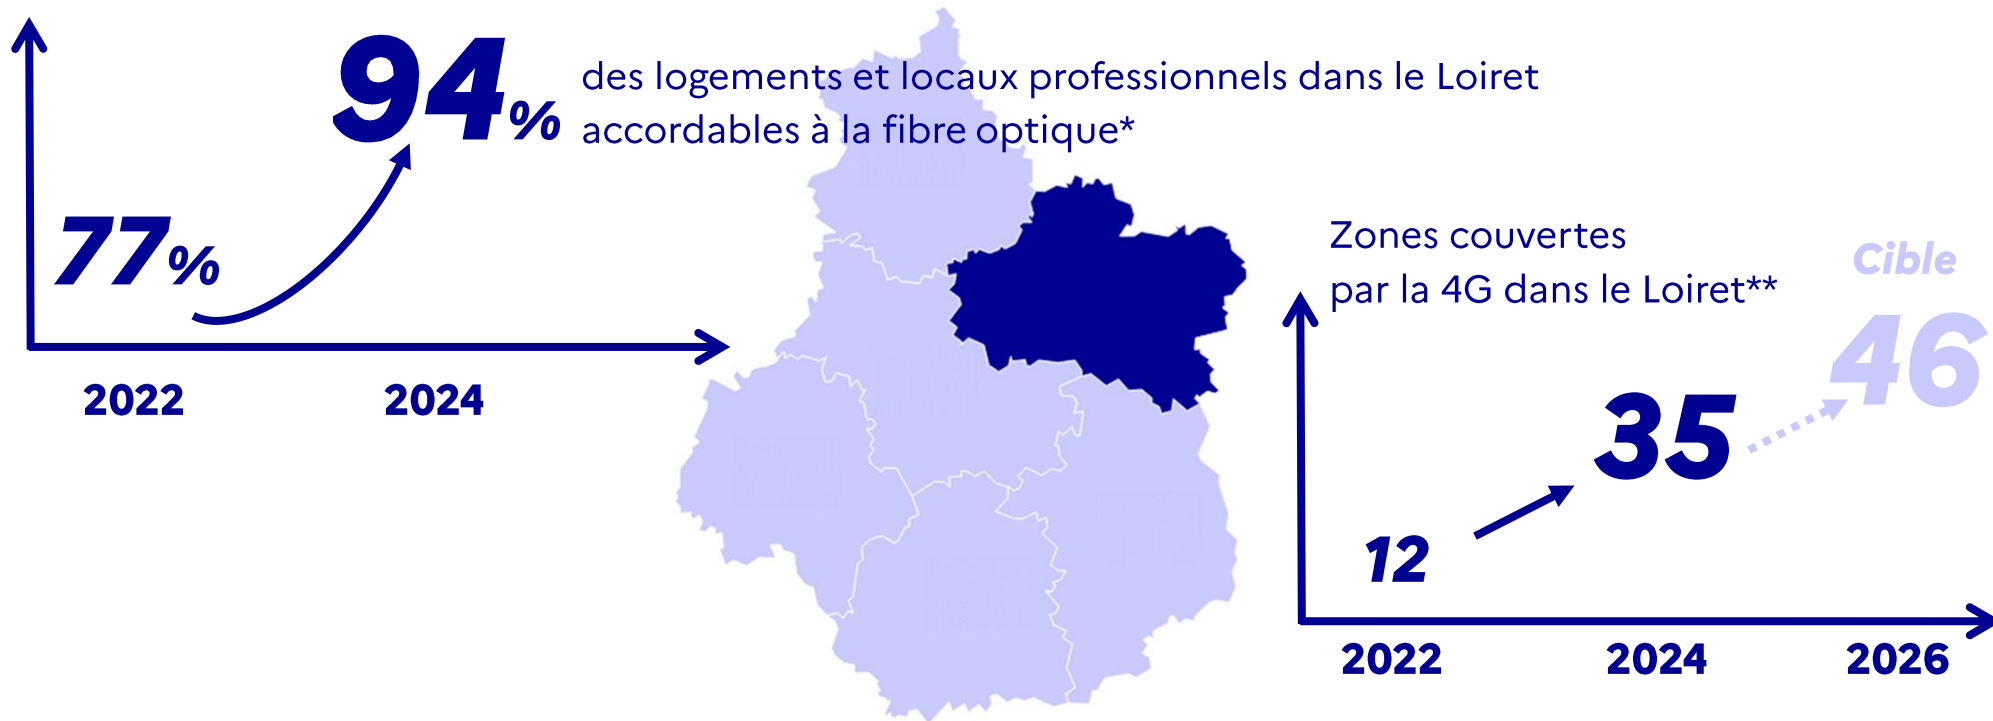 94% des logements et locaux professionnels dans le Loiret
accordables à la fibre optique*
77%
2022 2024
Zones couvertes
par la 4G dans le Loiret**
Cible
46
35
12
2022 2024 2026